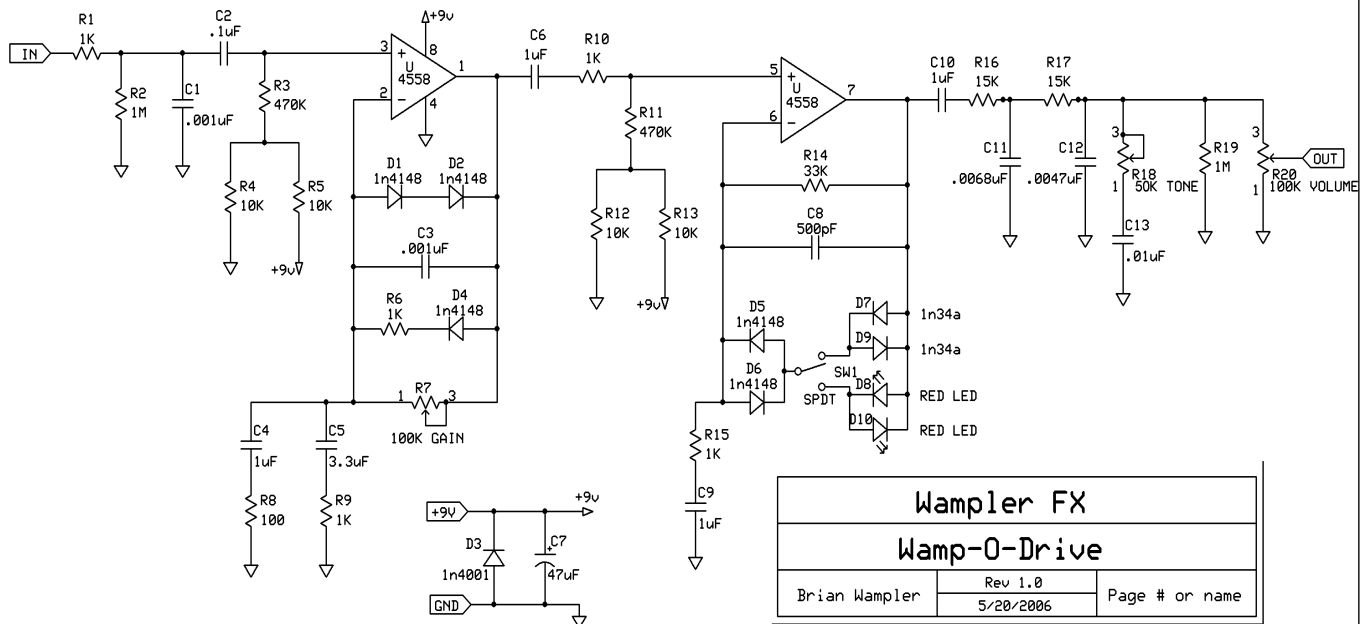 IN
R1
1K
R2
1M
C1
.001uF
C2
.1uF
R3
470K
R4
10K
R5
10K
+9v
+9v
3
2
+
-
U
4558
8
4
1
D1
1n4148
D2
1n4148
C3
.001uF
R6
1K
D4
1n4148
1
R7
3
100K GAIN
C4
1uF
C5
3.3uF
R8
100
R9
1K
C6
1uF
R10
1K
R11
470K
R12
10K
R13
10K
+9v
5
6
+
-
U
4558
7
R14
33K
C8
500pF
D5
1n4148
D6
1n4148
SW1
SPDT
D7
1n34a
D9
1n34a
D8
RED LED
D10
RED LED
R15
1K
C9
1uF
C10
1uF
R16
15K
R17
15K
C11
.0068uF
C12
.0047uF
3
R18
1
50K TONE
C13
.01uF
R19
1M
3
R20
1
100K VOLUME
OUT
+9V
+9v
D3
1n4001
+
C7
47uF
GND
Wampler FX
Wamp-O-Drive
Brian Wampler
Rev 1.0
5/20/2006
Page # or name